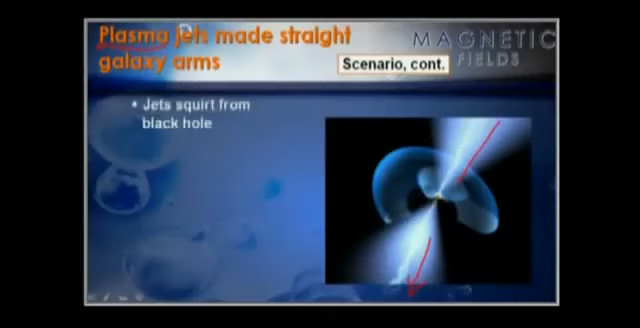 Plasma jets made straight
galaxy arms
MAGNETIC
FIELDS
Scenario, cont.
• Jets squirt from
black hole